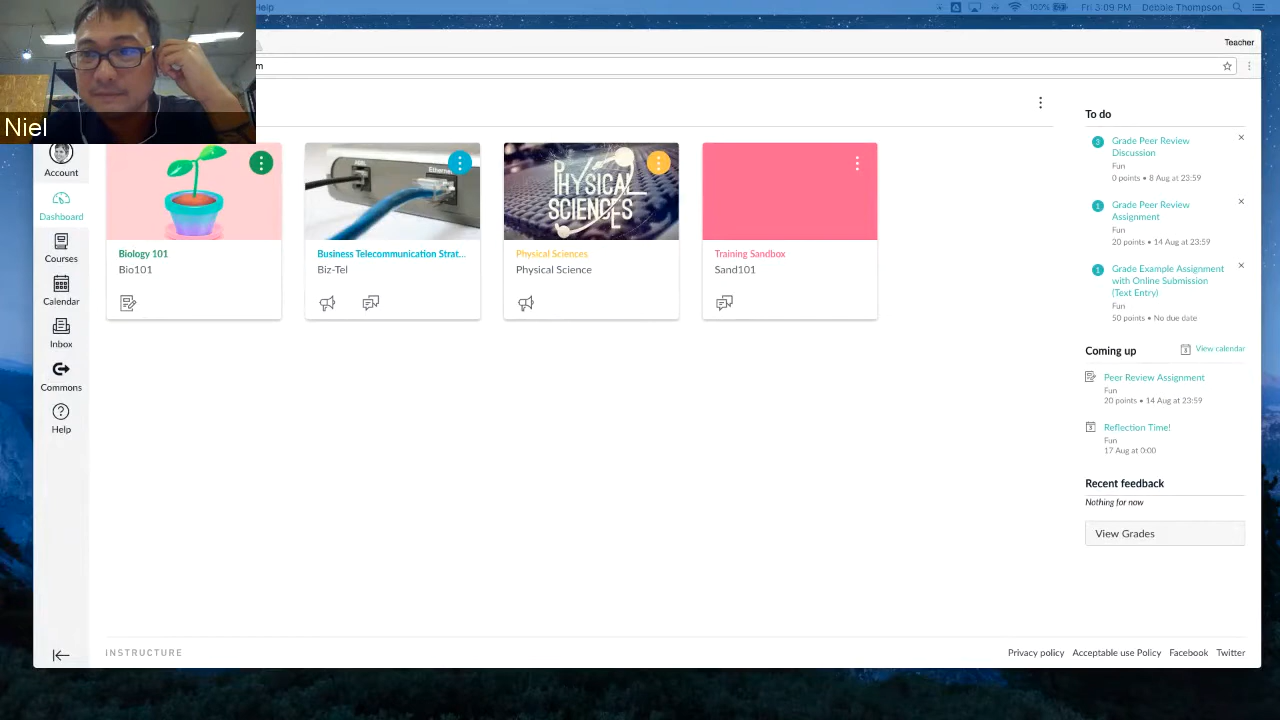 Help
100%
Fri 3:09 PM
Debbie Thompson
Teacher
m
Niel
Account
Dashboard
Courses
Calendar
Inbox
Commons
Help
Ethernet
PHYSICAL
SCIENCES
Biology 101
Bio101
Business Telecommunication Strat...
Biz-Tel
Physical Sciences
Physical Science
Training Sandbox
Sand101
To do
3
Grade Peer Review
Discussion
Fun
0 points • 8 Aug at 23:59
1
Grade Peer Review
Assignment
Fun
20 points • 14 Aug at 23:59
1
Grade Example Assignment
with Online Submission
(Text Entry)
Fun
50 points • No due date
Coming up
View calendar
Peer Review Assignment
Fun
20 points • 14 Aug at 23:59
Reflection Time!
Fun
17 Aug at 0:00
Recent feedback
Nothing for now
View Grades
INSTRUCTURE
Privacy policy
Acceptable use Policy
Facebook
Twitter